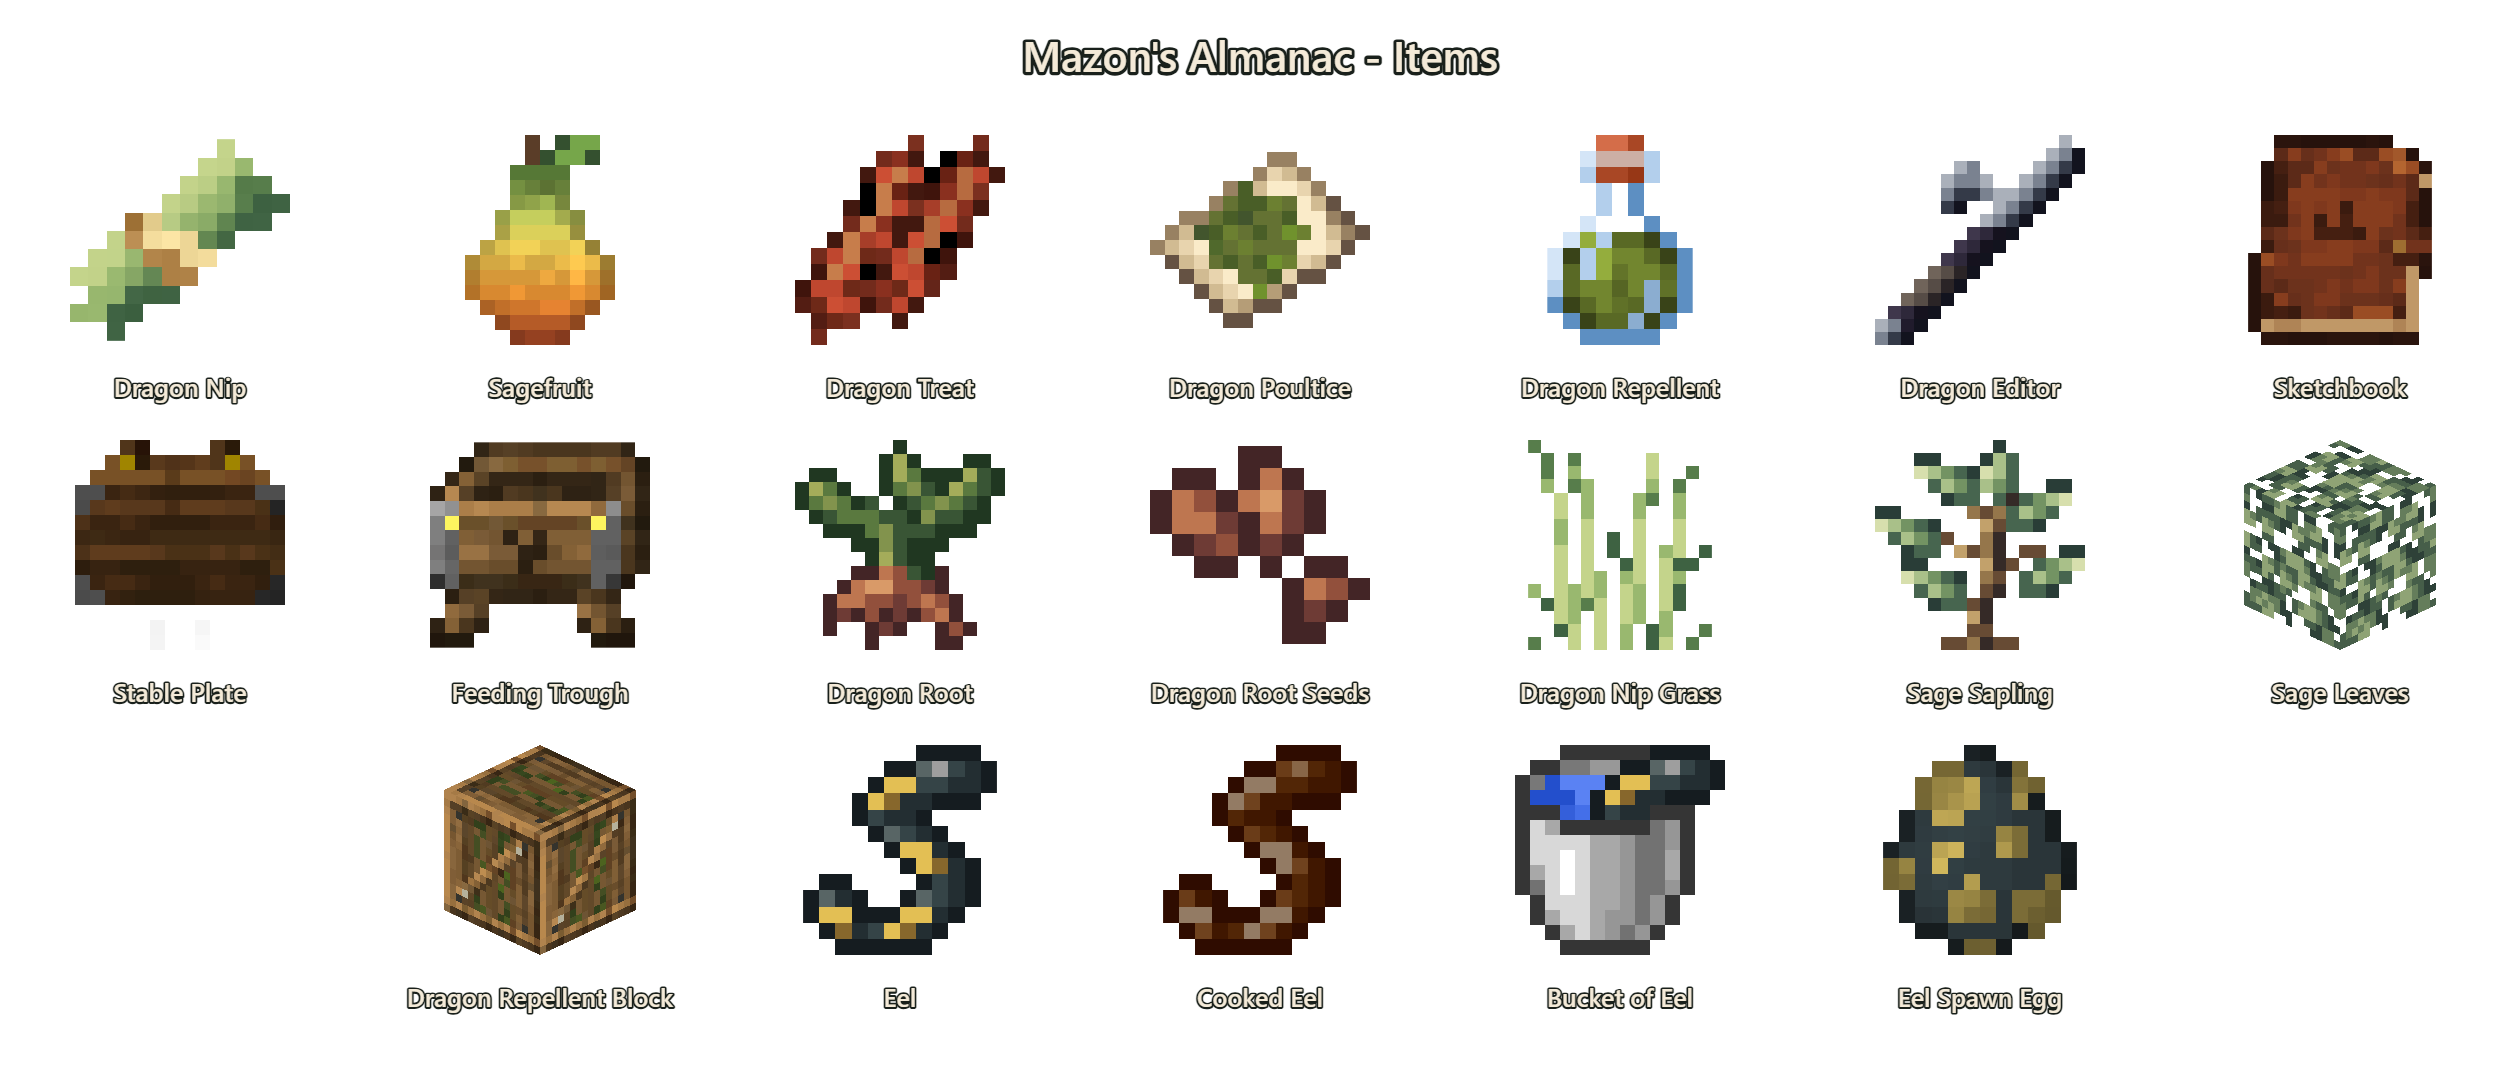 Mazon's Almanac - Items
Dragon Nip
Sagefruit
Dragon Treat
Dragon Poultice
Dragon Repellent
Dragon Editor
Sketchbook
Stable Plate
Feeding Trough
Dragon Root
Dragon Root Seeds
Dragon Nip Grass
Sage Sapling
Sage Leaves
Dragon Repellent Block
Eel
Cooked Eel
Bucket of Eel
Eel Spawn Egg